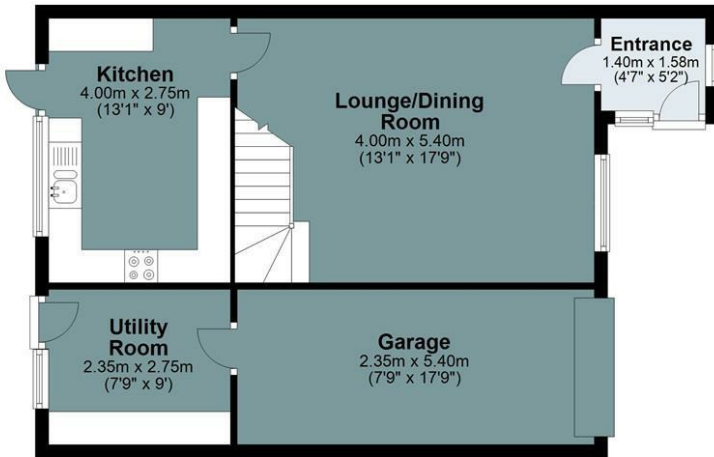 Kitchen
4.00m x 2.75m
(13'1" x 9')
Lounge/Dining
Room
4.00m x 5.40m
(13'1" x 17'9")
Entrance
1.40m x 1.58m
(4'7" x 5'2")
Utility
Room
2.35m x 2.75m
(7'9" x 9')
Garage
2.35m x 5.40m
(7'9" x 17'9")